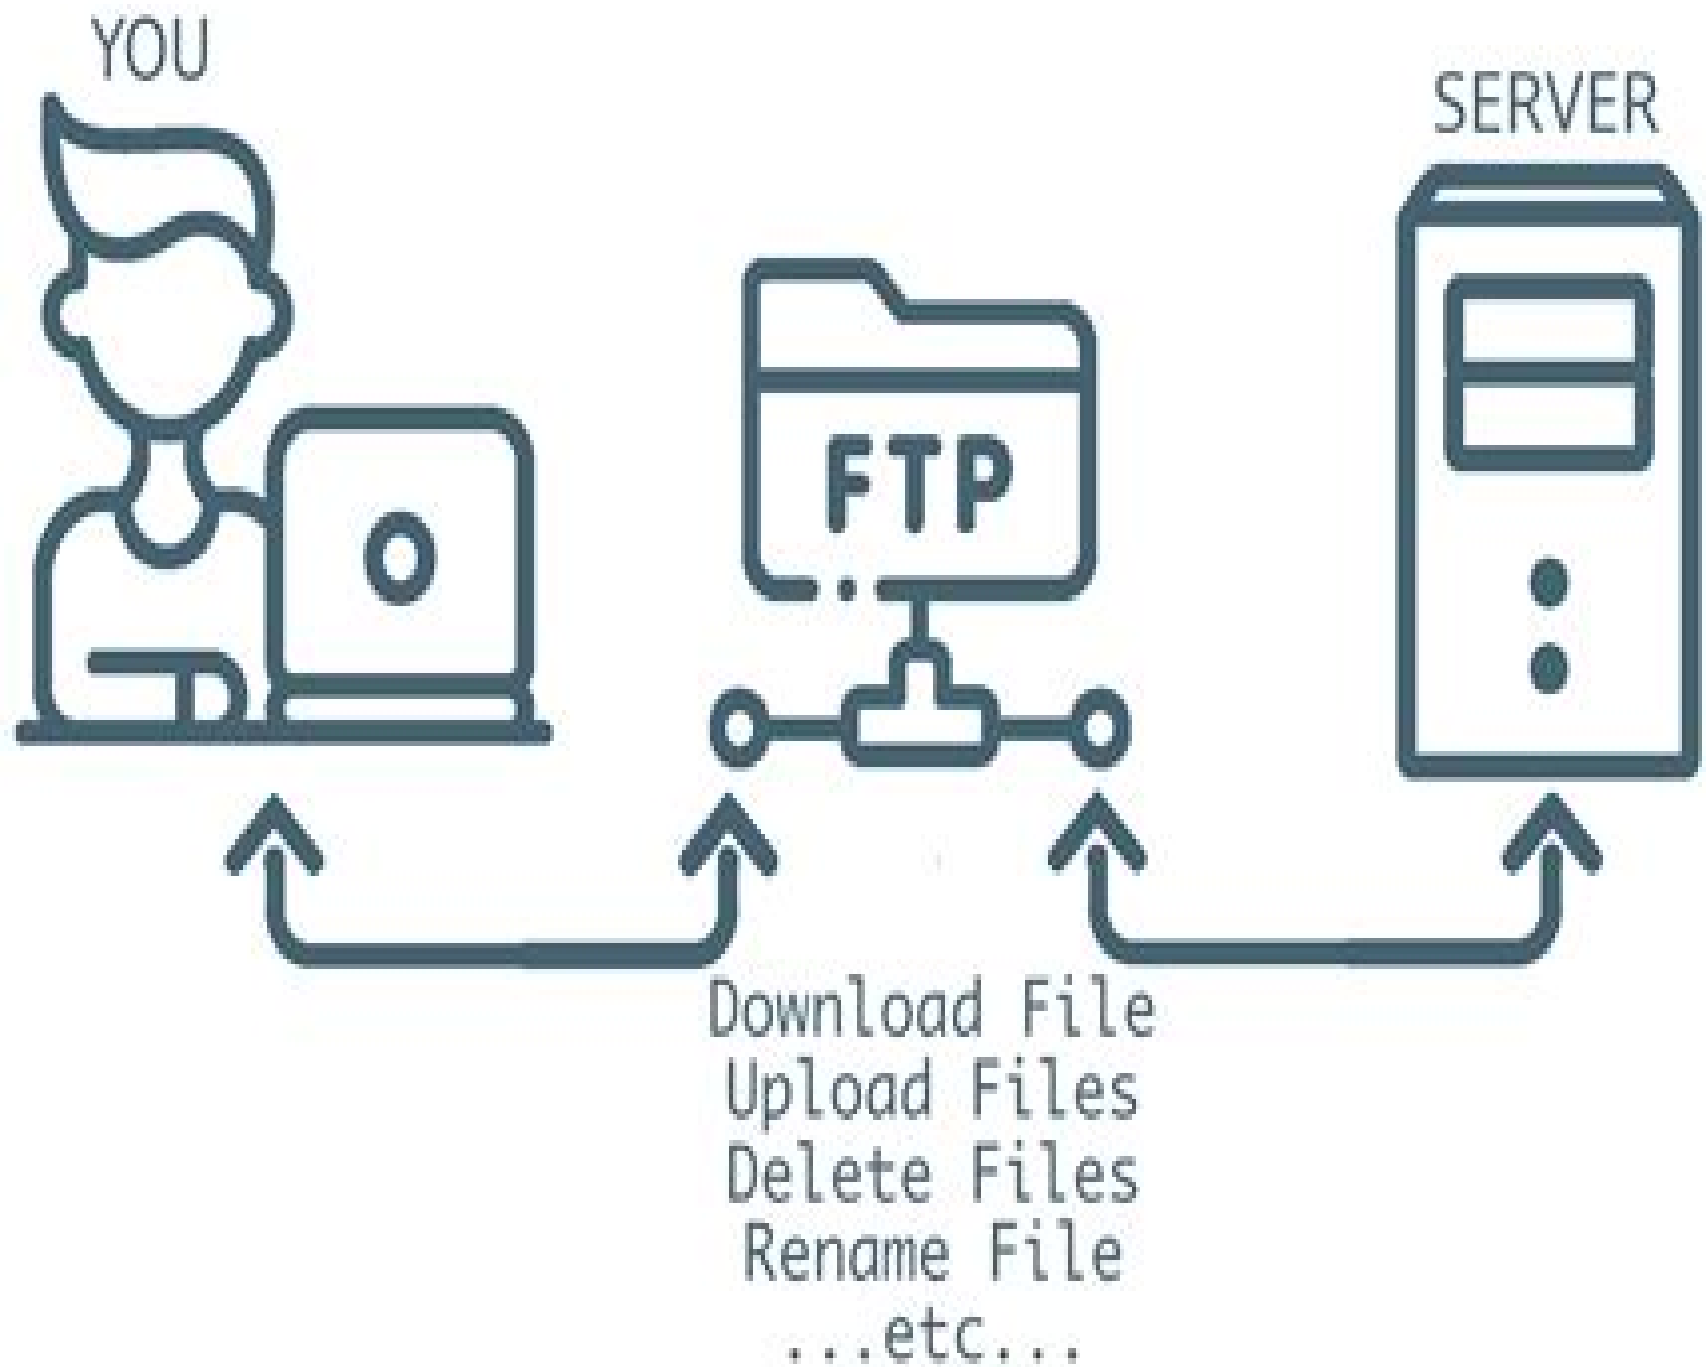 YOU
SERVER
FTP
Download File
Upload Files
Delete Files
Rename File
...etc...